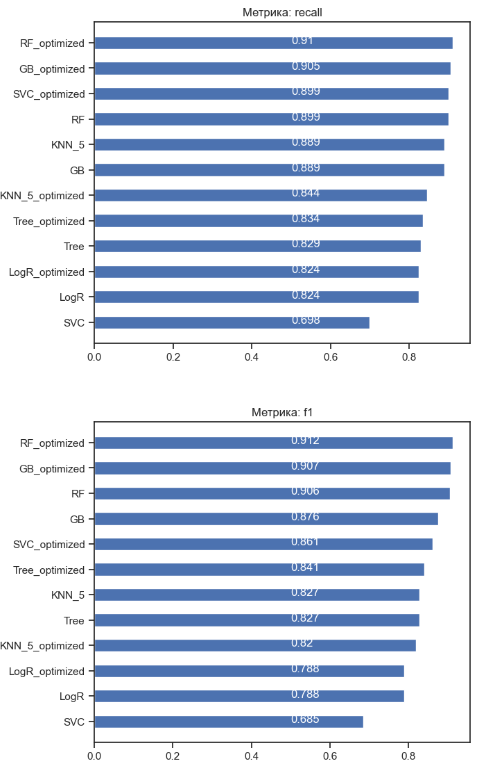 Метрика: recall
RF_optimized 0.91
GB_optimized 0.905
SVC_optimized 0.899
RF 0.899
KNN_5 0.889
GB 0.889
KNN_5_optimized 0.844
Tree_optimized 0.834
Tree 0.829
LogR_optimized 0.824
LogR 0.824
SVC 0.698
0.0 0.2 0.4 0.6 0.8
Метрика: f1
RF_optimized 0.912
GB_optimized 0.907
RF 0.906
GB 0.876
SVC_optimized 0.861
Tree_optimized 0.841
KNN_5 0.827
Tree 0.827
KNN_5_optimized 0.82
LogR_optimized 0.788
LogR 0.788
SVC 0.685
0.0 0.2 0.4 0.6 0.8